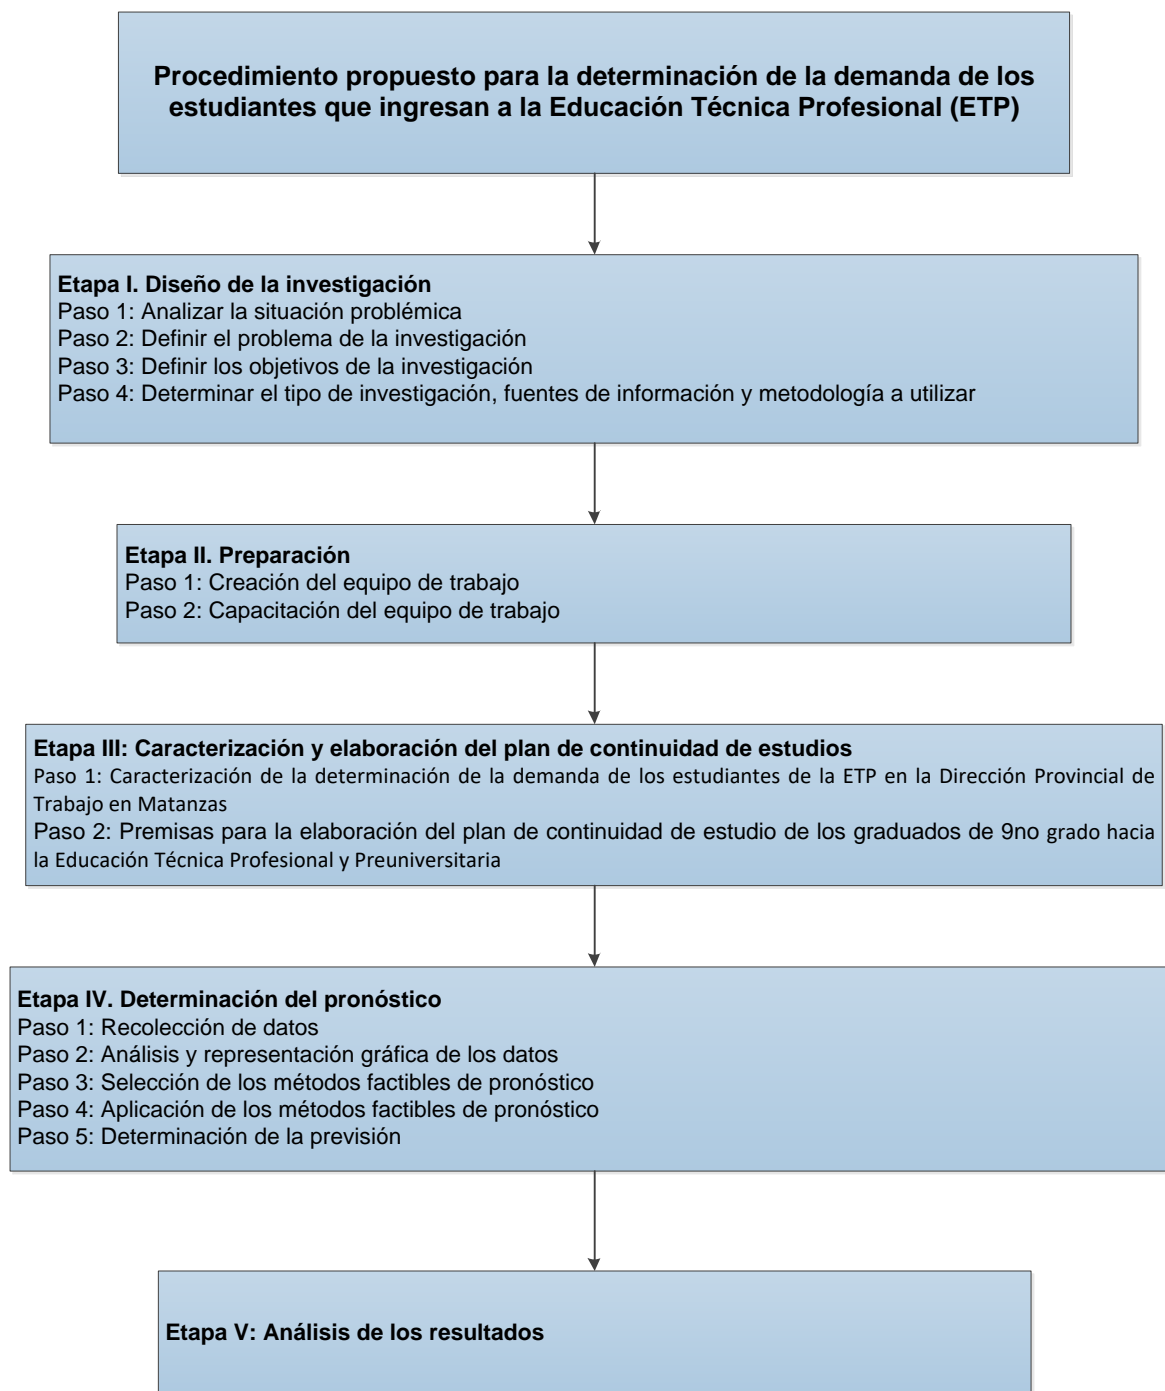 Procedimiento propuesto para la determinación de la demanda de los
estudiantes que ingresan a la Educación Técnica Profesional (ETP)
Etapa I. Diseño de la investigación
Paso 1: Analizar la situación problémica
Paso 2: Definir el problema de la investigación
Paso 3: Definir los objetivos de la investigación
Paso 4: Determinar el tipo de investigación, fuentes de información y metodología a utilizar
Etapa II. Preparación
Paso 1: Creación del equipo de trabajo
Paso 2: Capacitación del equipo de trabajo
Etapa III: Caracterización y elaboración del plan de continuidad de estudios
Paso 1: Caracterización de la determinación de la demanda de los estudiantes de la ETP en la Dirección Provincial de
Trabajo en Matanzas
Paso 2: Premisas para la elaboración del plan de continuidad de estudio de los graduados de 9no grado hacia
la Educación Técnica Profesional y Preuniversitaria
Etapa IV. Determinación del pronóstico
Paso 1: Recolección de datos
Paso 2: Análisis y representación gráfica de los datos
Paso 3: Selección de los métodos factibles de pronóstico
Paso 4: Aplicación de los métodos factibles de pronóstico
Paso 5: Determinación de la previsión
Etapa V: Análisis de los resultados